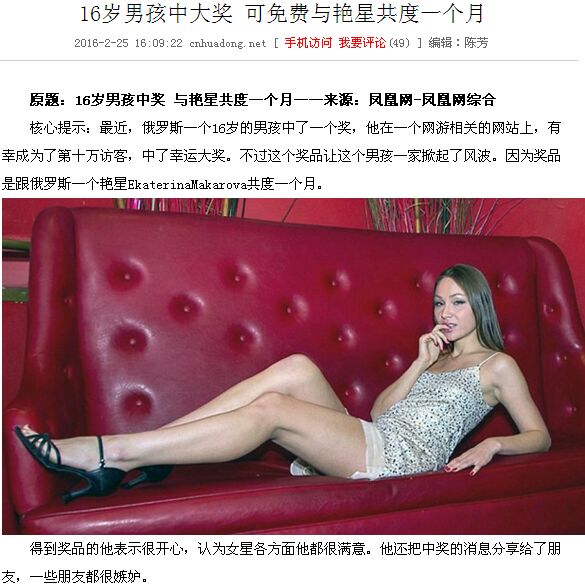 16岁男孩中大奖 可免费与艳星共度一个月
2016-2-25 16:09:22 cnhuadong.net [ 手机访问 我要评论(49) ] 编辑：陈芳
原题：16岁男孩中奖 与艳星共度一个月——来源：凤凰网-凤凰网综合
核心提示：最近，俄罗斯一个16岁的男孩中了一个奖，他在一个网游相关的网站上，有
幸成为了第十万访客，中了幸运大奖。不过这个奖品让这个男孩一家掀起了风波。因为奖品
是跟俄罗斯一个艳星EkaterinaMakarova共度一个月。
得到奖品的他表示很开心，认为女星各方面他都很满意。他还把中奖的消息分享给了朋
友，一些朋友都很嫉妒。